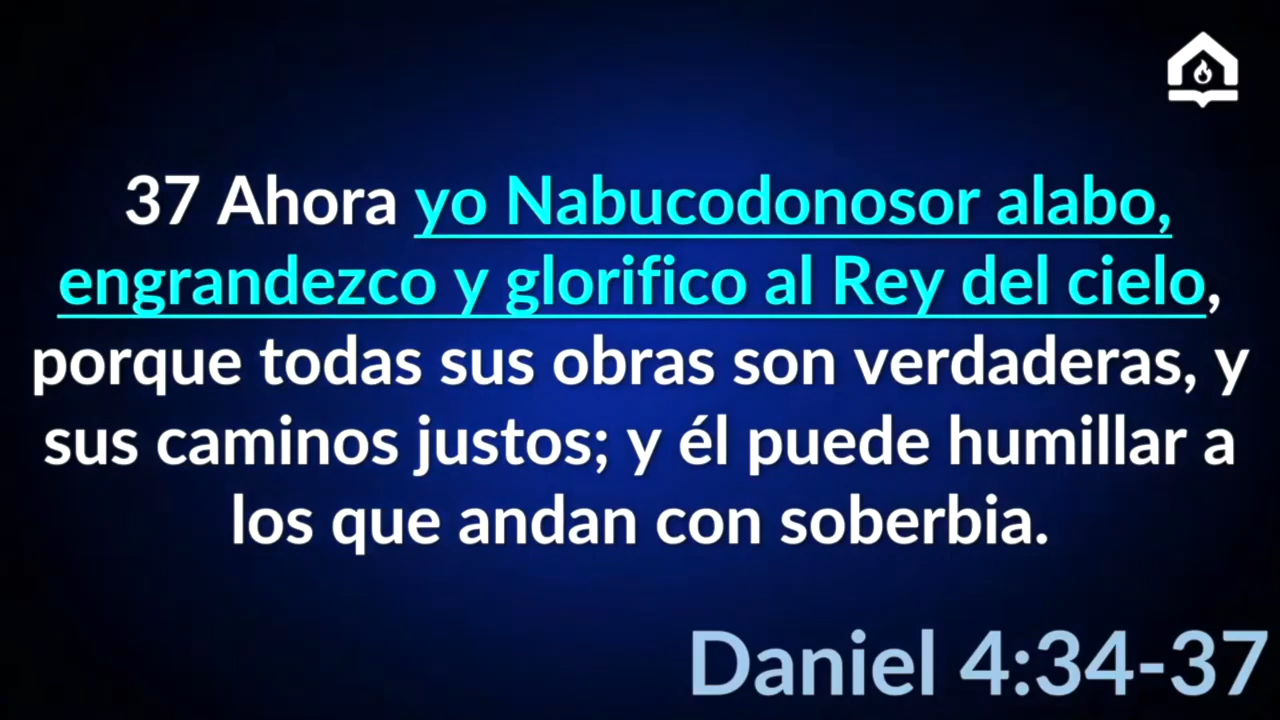 37 Ahora yo Nabucodonosor alabo,
engrandezco y glorifico al Rey del cielo,
porque todas sus obras son verdaderas, y
sus caminos justos; y él puede humillar a
los que andan con soberbia.
Daniel 4:34-37